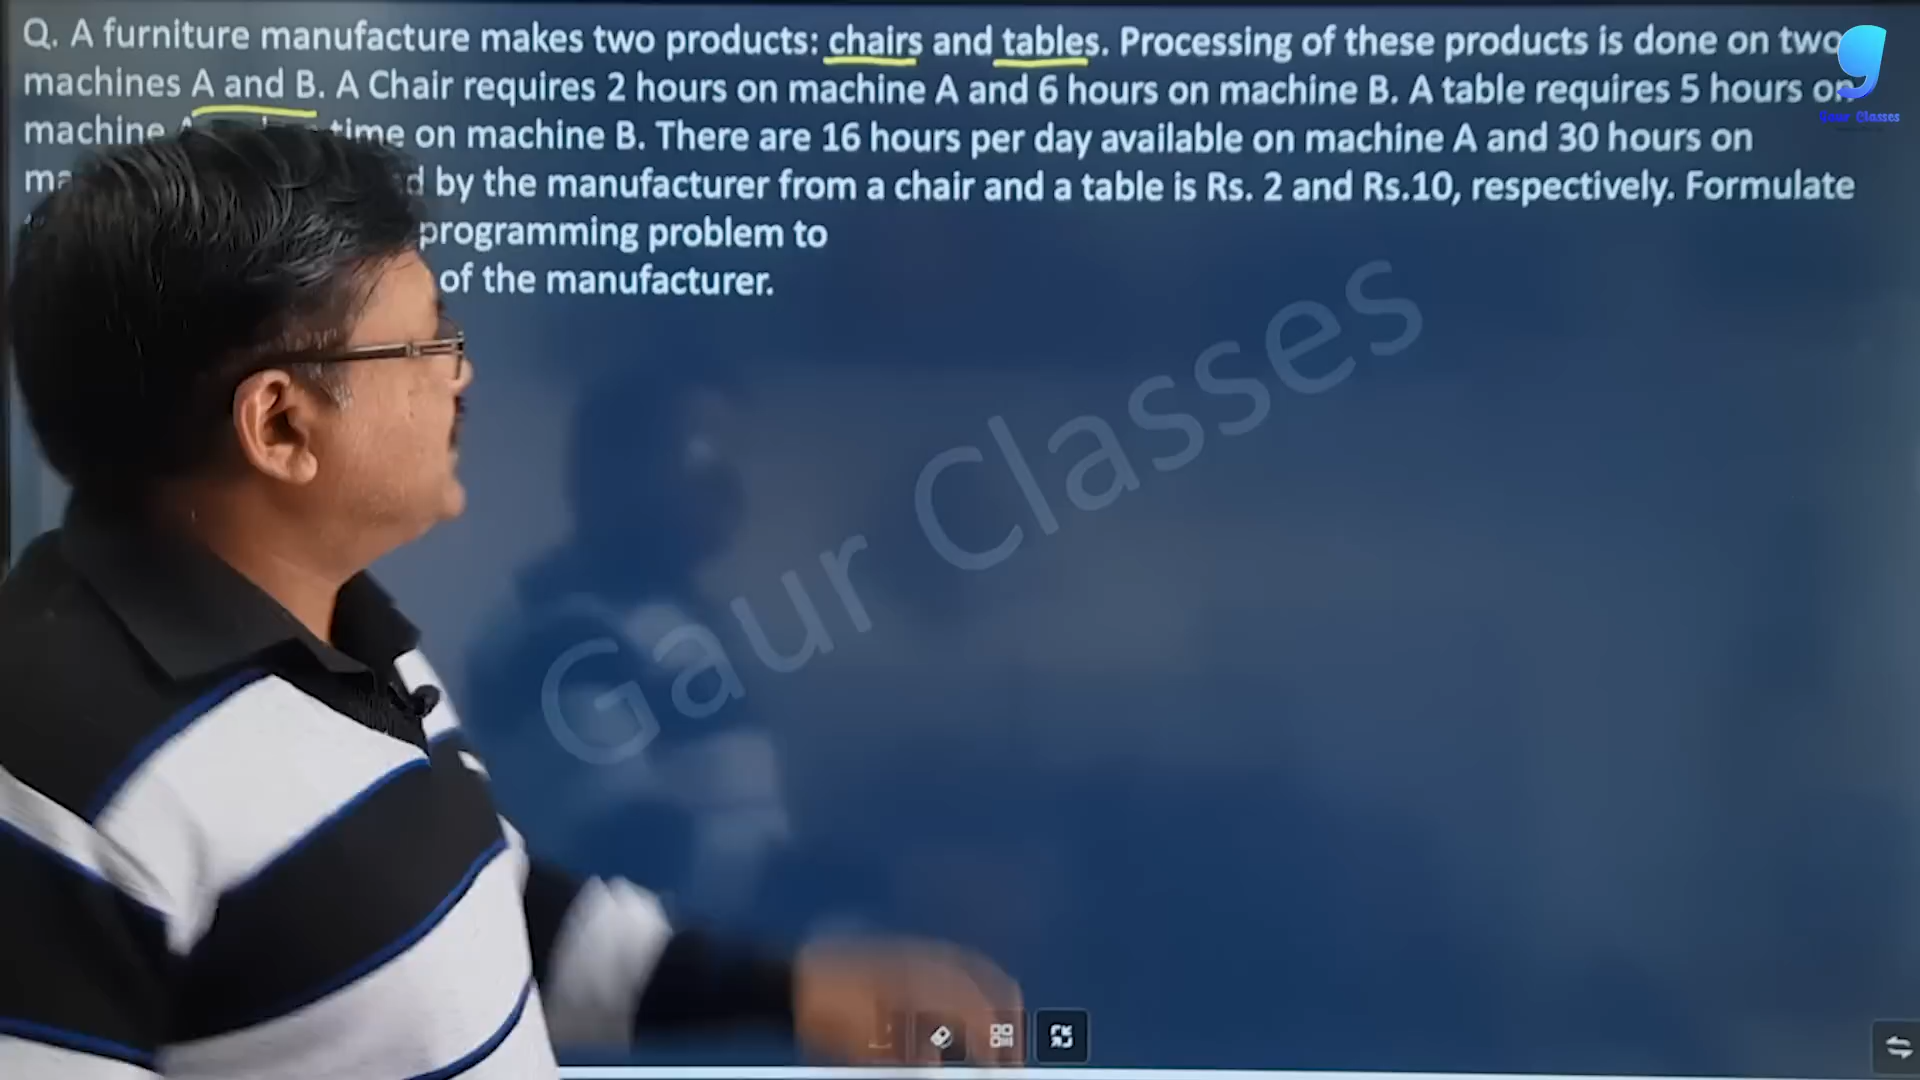 Q. A furniture manufacture makes two products: chairs and tables. Processing of these products is done on two
machines A and B. A Chair requires 2 hours on machine A and 6 hours on machine B. A table requires 5 hours on
machine time on machine B. There are 16 hours per day available on machine A and 30 hours on
by the manufacturer from a chair and a table is Rs. 2 and Rs.10, respectively. Formulate
programming problem to
of the manufacturer.
Gaur Classes
Gaur Classes